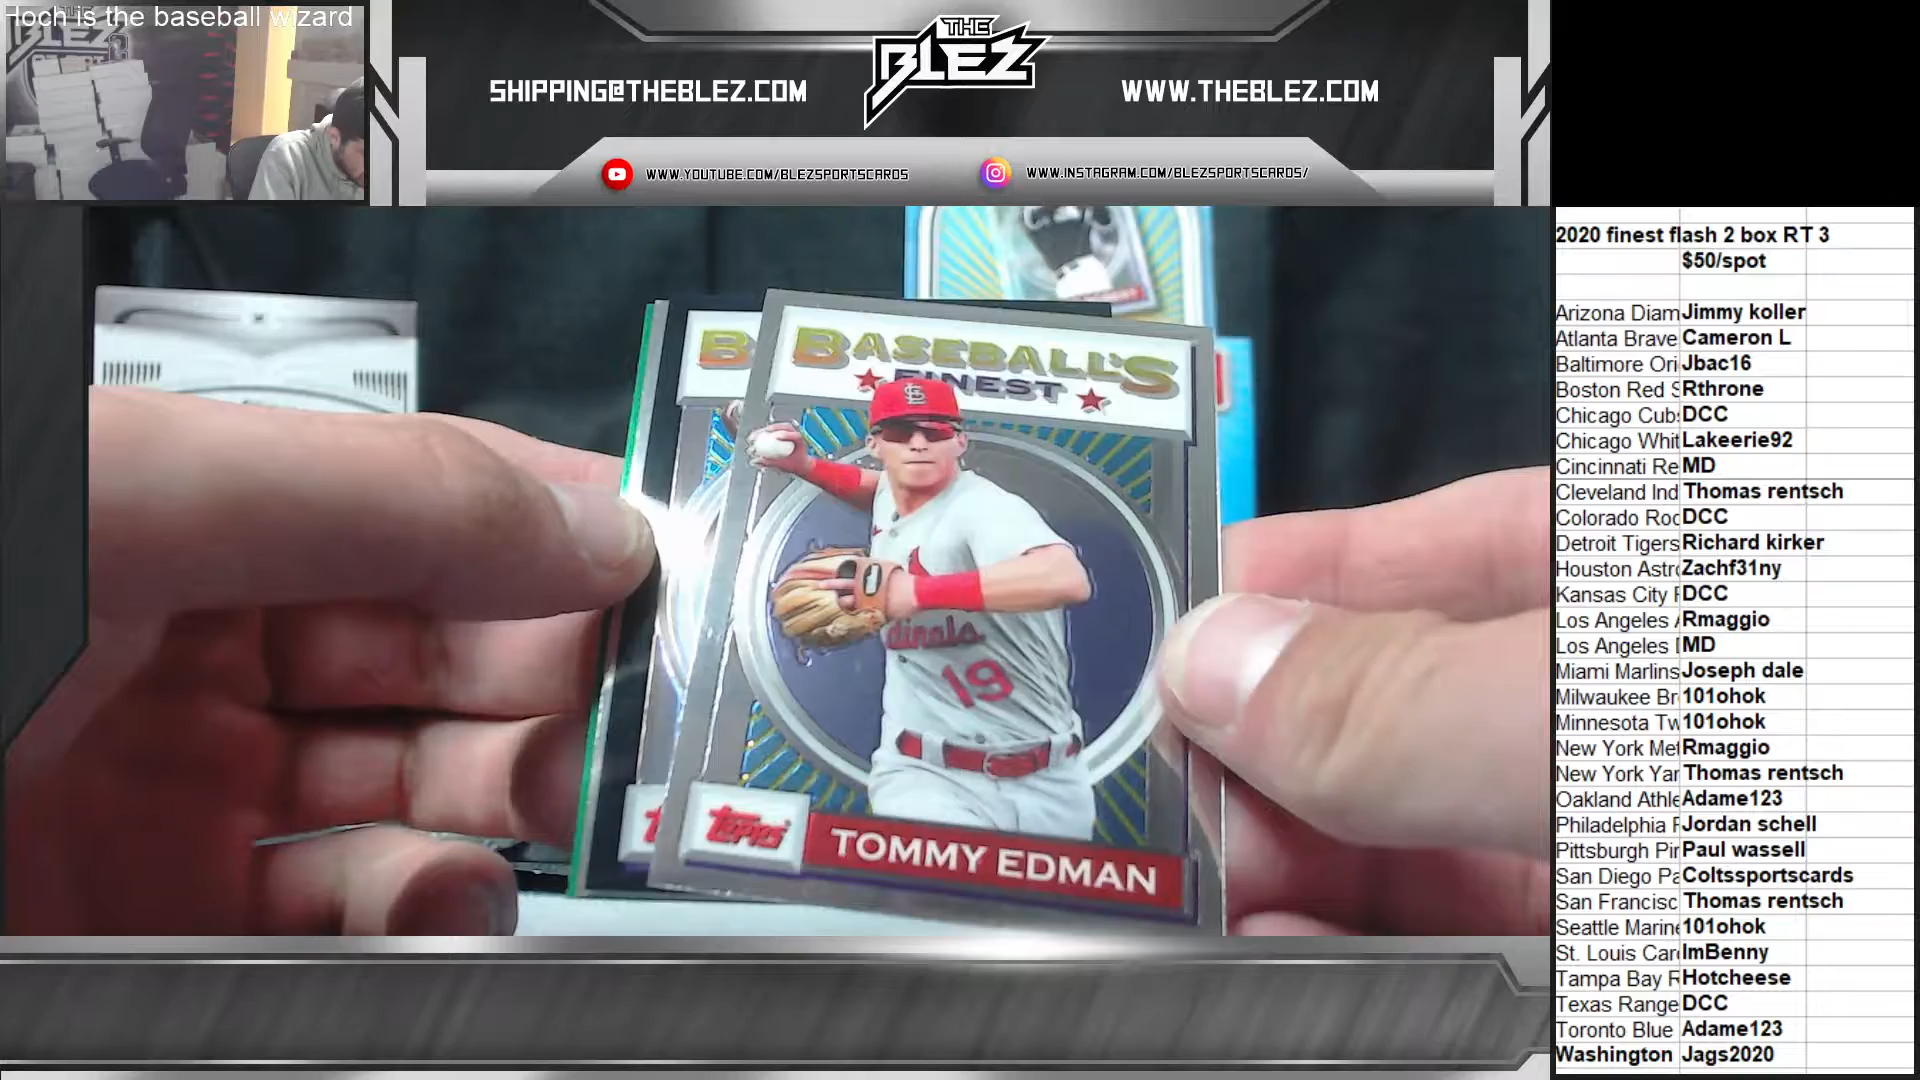 Hoch is the baseball wizard
THE
BLEZ
SHIPPING@THEBLEZ.COM
WWW.THEBLEZ.COM
WWW.YOUTUBE.COM/BLEZSPORTSCARDS
WWW.INSTAGRAM.COM/BLEZSPORTSCARDS/
B
BASEBALL'S
FINEST
Cardinals
19
Topps
TOMMY EDMAN
2020 finest flash 2 box RT 3
$50/spot
Arizona Diam Jimmy koller
Atlanta Brave Cameron L
Baltimore Ori Jbac16
Boston Red S Rthrone
Chicago Cub DCC
Chicago Whit Lakeerie92
Cincinnati Re MD
Cleveland Ind Thomas rentsch
Colorado Roc DCC
Detroit Tigers Richard kirker
Houston Astr Zachf31ny
Kansas City DCC
Los Angeles Rmaggio
Los Angeles MD
Miami Marlins Joseph dale
Milwaukee Br 101ohok
Minnesota Tw 101ohok
New York Met Rmaggio
New York Yan Thomas rentsch
Oakland Athle Adame123
Philadelphia Jordan schell
Pittsburgh Pir Paul wassell
San Diego Pa Coltssportscards
San Francisc Thomas rentsch
Seattle Marin 101ohok
St. Louis Car ImBenny
Tampa Bay R Hotcheese
Texas Range DCC
Toronto Blue Adame123
Washington Jags2020